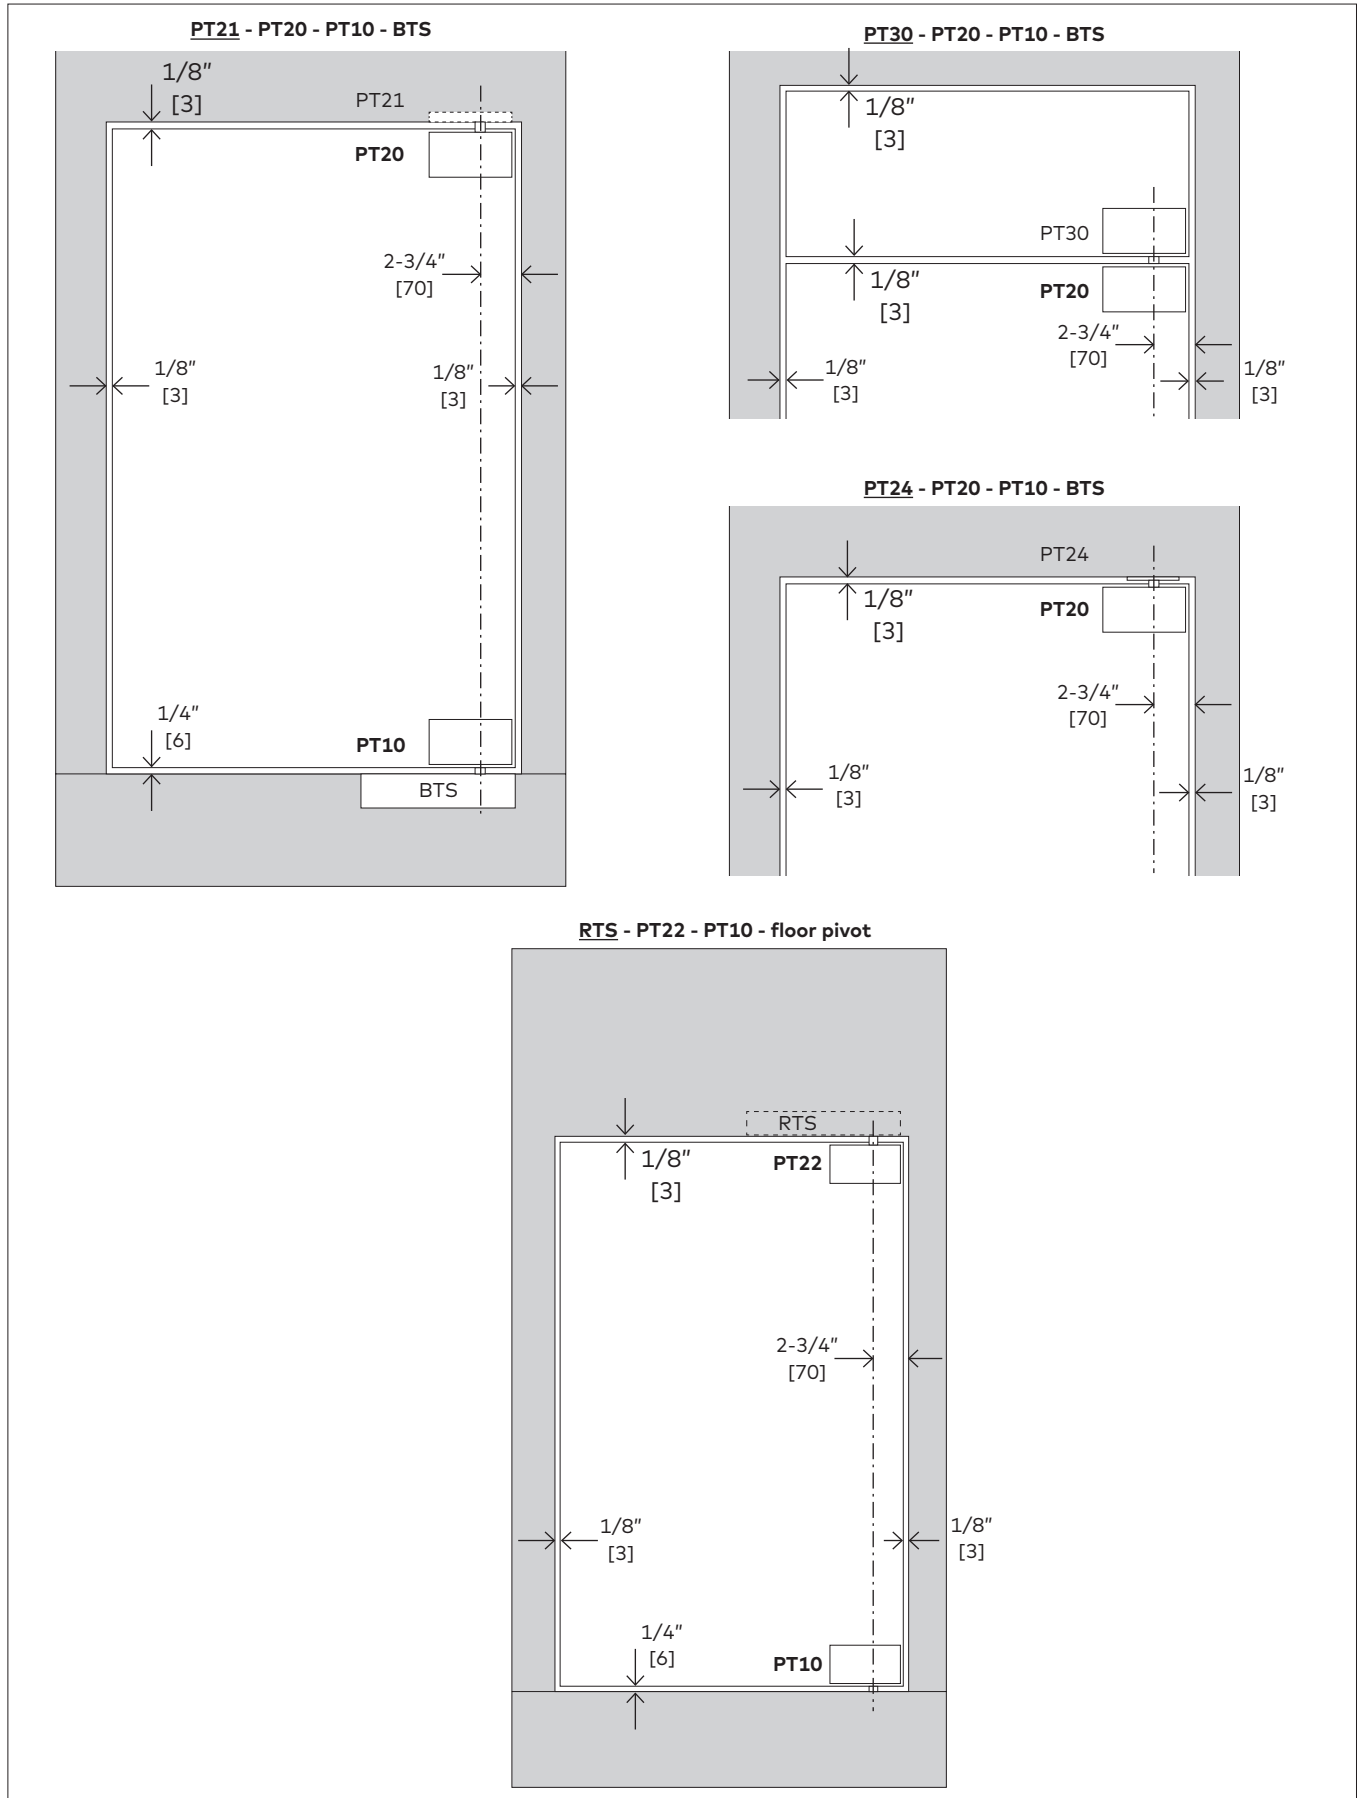 PT21 - PT20 - PT10 - BTS
1/8"
[3]
PT21
PT20
2-3/4"
[70]
1/8"
[3]
1/8"
[3]
1/4"
[6]
PT10
BTS
PT30 - PT20 - PT10 - BTS
1/8"
[3]
PT30
1/8"
[3]
PT20
2-3/4"
[70]
1/8"
[3]
1/8"
[3]
PT24 - PT20 - PT10 - BTS
PT24
1/8"
[3]
PT20
2-3/4"
[70]
1/8"
[3]
1/8"
[3]
RTS - PT22 - PT10 - floor pivot
RTS
1/8"
[3]
PT22
2-3/4"
[70]
1/8"
[3]
1/8"
[3]
1/4"
[6]
PT10